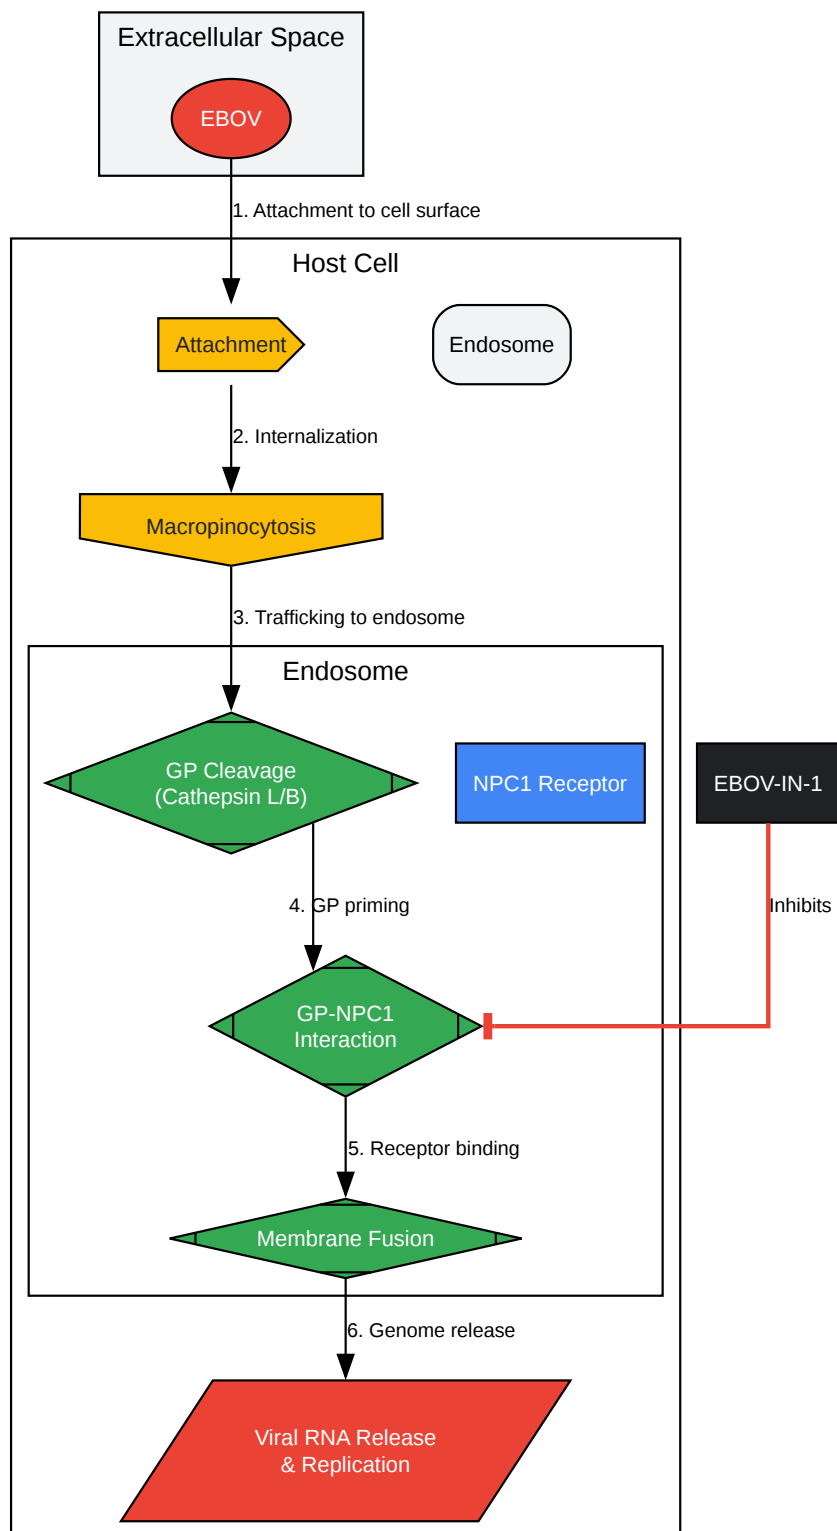 Extracellular Space
EBOV
1. Attachment to cell surface
Host Cell
Attachment
Endosome
2. Internalization
Macropinocytosis
3. Trafficking to endosome
Endosome
GP Cleavage
(Cathepsin L/B)
NPC1 Receptor
EBOV-IN-1
4. GP priming
Inhibits
GP-NPC1
Interaction
5. Receptor binding
Membrane Fusion
6. Genome release
Viral RNA Release
& Replication